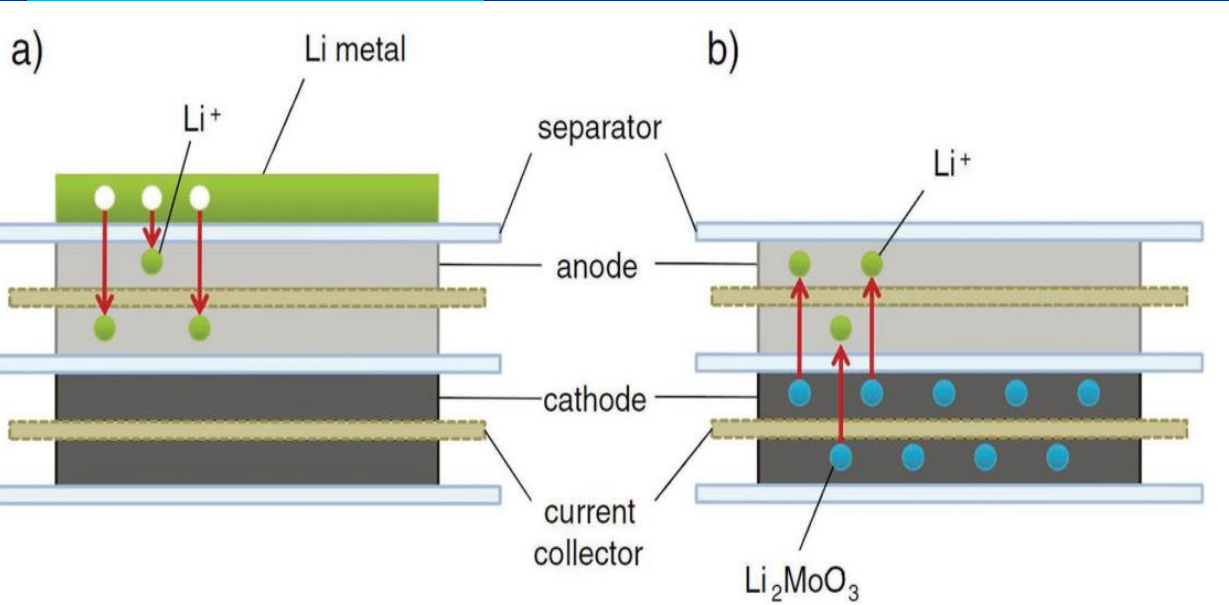 a)
Li metal
Li⁺
separator
anode
cathode
current
collector
b)
Li⁺
Li₂MoO₃